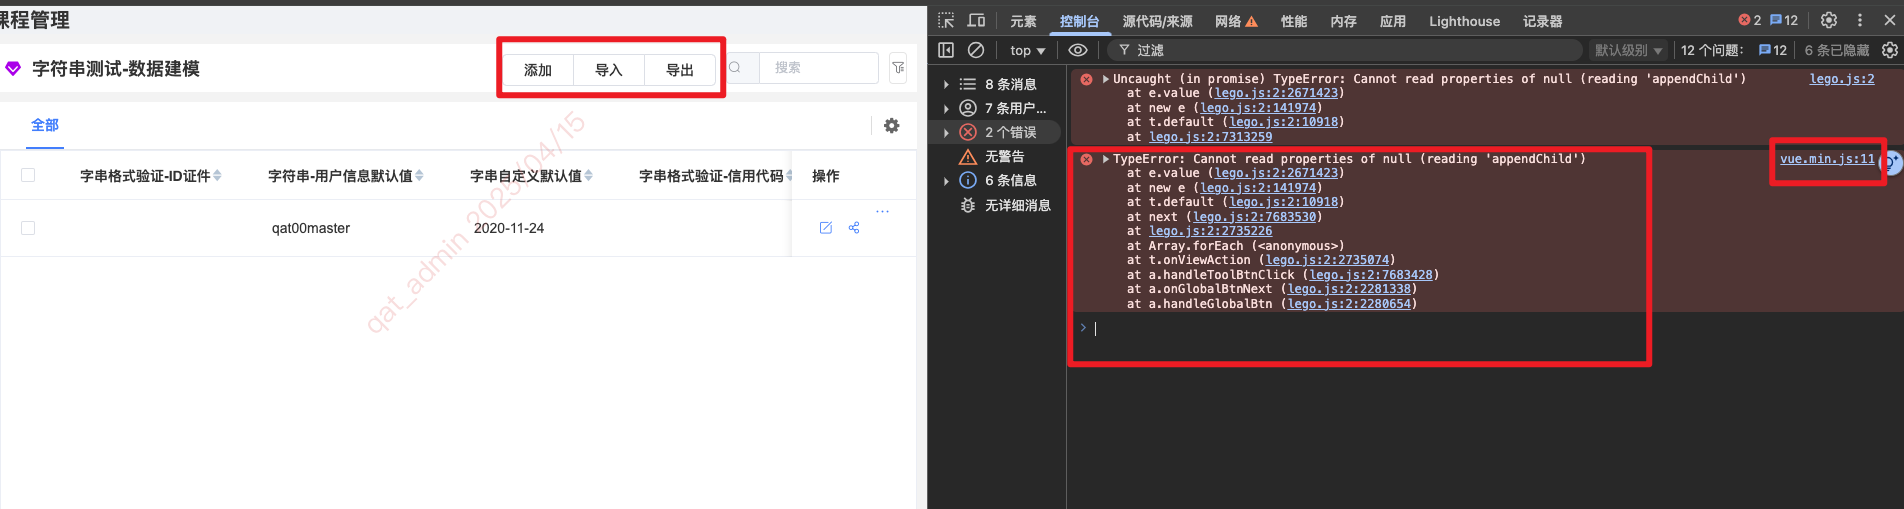 课程管理
字符串测试-数据建模
添加 导入 导出
搜索
全部
字串格式验证-ID证件 字符串-用户信息默认值 字串自定义默认值 字串格式验证-信用代码 操作
qat00master 2020-11-24
qat_admin 2025/04/15
元素 控制台 源代码/来源 网络 性能 内存 应用 Lighthouse 记录器 2 12
top 过滤 默认级别 12 个问题: 12 6 条已隐藏
8 条消息
7 条用户...
2 个错误
无警告
6 条信息
无详细消息
Uncaught (in promise) TypeError: Cannot read properties of null (reading 'appendChild') lego.js:2
at e.value (lego.js:2:2671423)
at new e (lego.js:2:141974)
at t.default (lego.js:2:10918)
at lego.js:2:7313259
TypeError: Cannot read properties of null (reading 'appendChild') vue.min.js:11
at e.value (lego.js:2:2671423)
at new e (lego.js:2:141974)
at t.default (lego.js:2:10918)
at next (lego.js:2:7683530)
at lego.js:2:2735226
at Array.forEach (<anonymous>)
at t.onViewAction (lego.js:2:2735074)
at a.handleToolBtnClick (lego.js:2:7683428)
at a.onGlobalBtnNext (lego.js:2:2281338)
at a.handleGlobalBtn (lego.js:2:2280654)